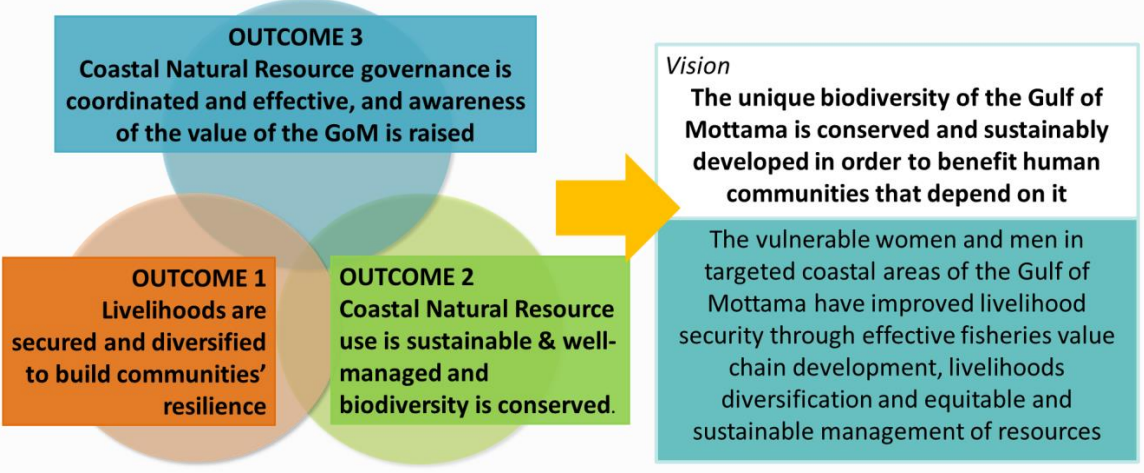 OUTCOME 3
Coastal Natural Resource governance is
coordinated and effective, and awareness
of the value of the GoM is raised
OUTCOME 1
Livelihoods are
secured and diversified
to build communities’
resilience
OUTCOME 2
Coastal Natural Resource
use is sustainable & well-
managed and
biodiversity is conserved.
Vision
The unique biodiversity of the Gulf of
Mottama is conserved and sustainably
developed in order to benefit human
communities that depend on it
The vulnerable women and men in
targeted coastal areas of the Gulf of
Mottama have improved livelihood
security through effective fisheries value
chain development, livelihoods
diversification and equitable and
sustainable management of resources